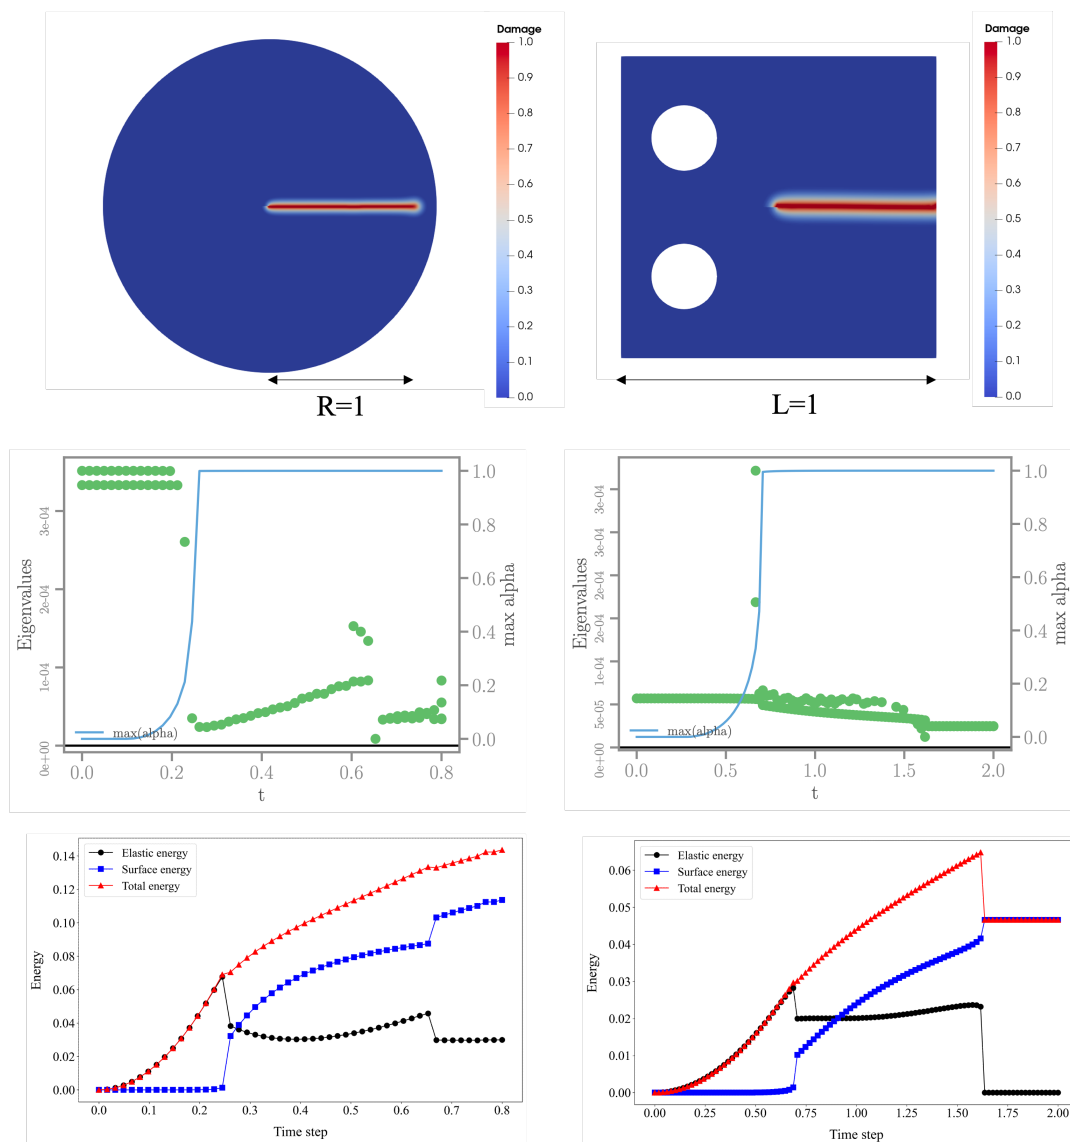 Damage
1.0
0.9
0.8
0.7
0.6
0.5
0.4
0.3
0.2
0.1
0.0
R=1
Damage
1.0
0.9
0.8
0.7
0.6
0.5
0.4
0.3
0.2
0.1
0.0
L=1
Eigenvalues
3e-04
2e-04
1e-04
0e+00
max(alpha)
1.0
0.8
0.6
0.4
0.2
0.0
max alpha
0.0 0.2 0.4 0.6 0.8
t
Eigenvalues
3e-04
3e-04
2e-04
2e-04
1e-04
5e-05
0e+00
max(alpha)
1.0
0.8
0.6
0.4
0.2
0.0
max alpha
0.0 0.5 1.0 1.5 2.0
t
Energy
0.14
0.12
0.10
0.08
0.06
0.04
0.02
0.00
Elastic energy
Surface energy
Total energy
0.0 0.1 0.2 0.3 0.4 0.5 0.6 0.7 0.8
Time step
Energy
0.06
0.05
0.04
0.03
0.02
0.01
0.00
Elastic energy
Surface energy
Total energy
0.00 0.25 0.50 0.75 1.00 1.25 1.50 1.75 2.00
Time step